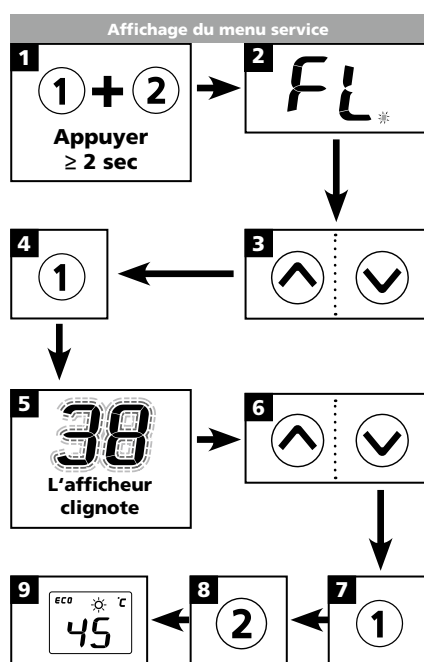 Affichage du menu service
1
1 + 2
Appuyer
≥ 2 sec
2
FL
3
4
1
5
38
L‘afficheur
clignote
6
7
1
8
2
9
ECO °C
45